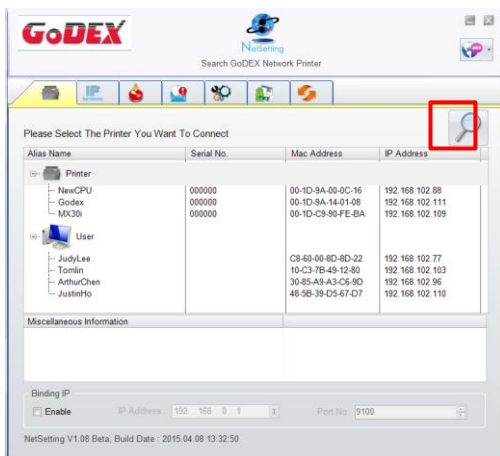 GoDEX
NetSetting
Search GoDEX Network Printer
IP
NETWORK
Please Select The Printer You Want To Connect
Alias Name Serial No. Mac Address IP Address
Printer
NewCPU 000000 00-1D-9A-00-0C-16 192.168.102.88
Godex 000000 00-1D-9A-14-01-08 192.168.102.111
MX30i 000000 00-1D-C9-90-FE-BA 192.168.102.109
User
JudyLee C8-60-00-8D-8D-22 192.168.102.77
Tomlin 10-C3-7B-49-12-80 192.168.102.103
ArthurChen 30-85-A9-A3-C6-9D 192.168.102.96
JustinHo 48-5B-39-D5-67-D7 192.168.102.110
Miscellaneous Information
Binding IP
Enable IP Address : 192 . 168 . 0 . 1 Port No: 9100
NetSetting V1.08 Beta, Build Date : 2015.04.08 13:32:50